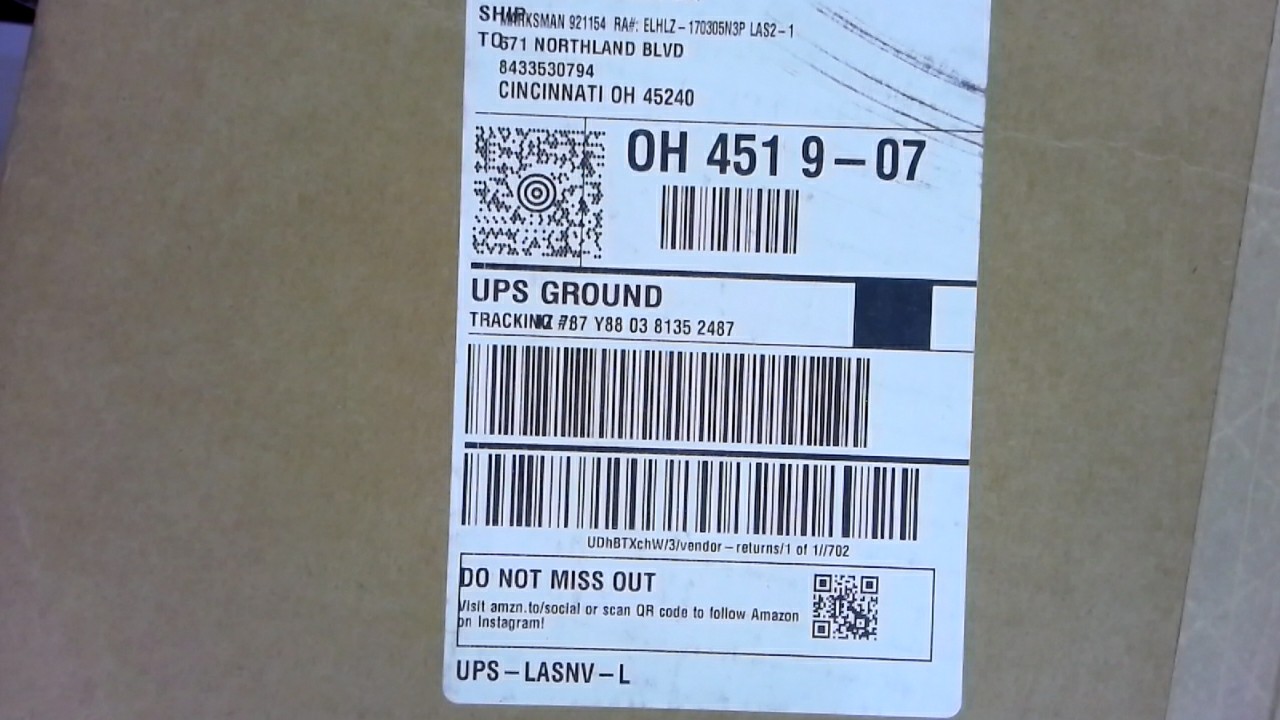 SHIP
MARKSMAN 921154 RA#: ELHLZ-170305N3P LAS2-1
TO: 671 NORTHLAND BLVD
8433530794
CINCINNATI OH 45240
OH 451 9-07
UPS GROUND
TRACKING #: 87 Y88 03 8135 2487
UDhBTXchW/3/vendor-returns/1 of 1//702
DO NOT MISS OUT
Visit amzn.to/social or scan QR code to follow Amazon
on Instagram!
UPS-LASNV-L